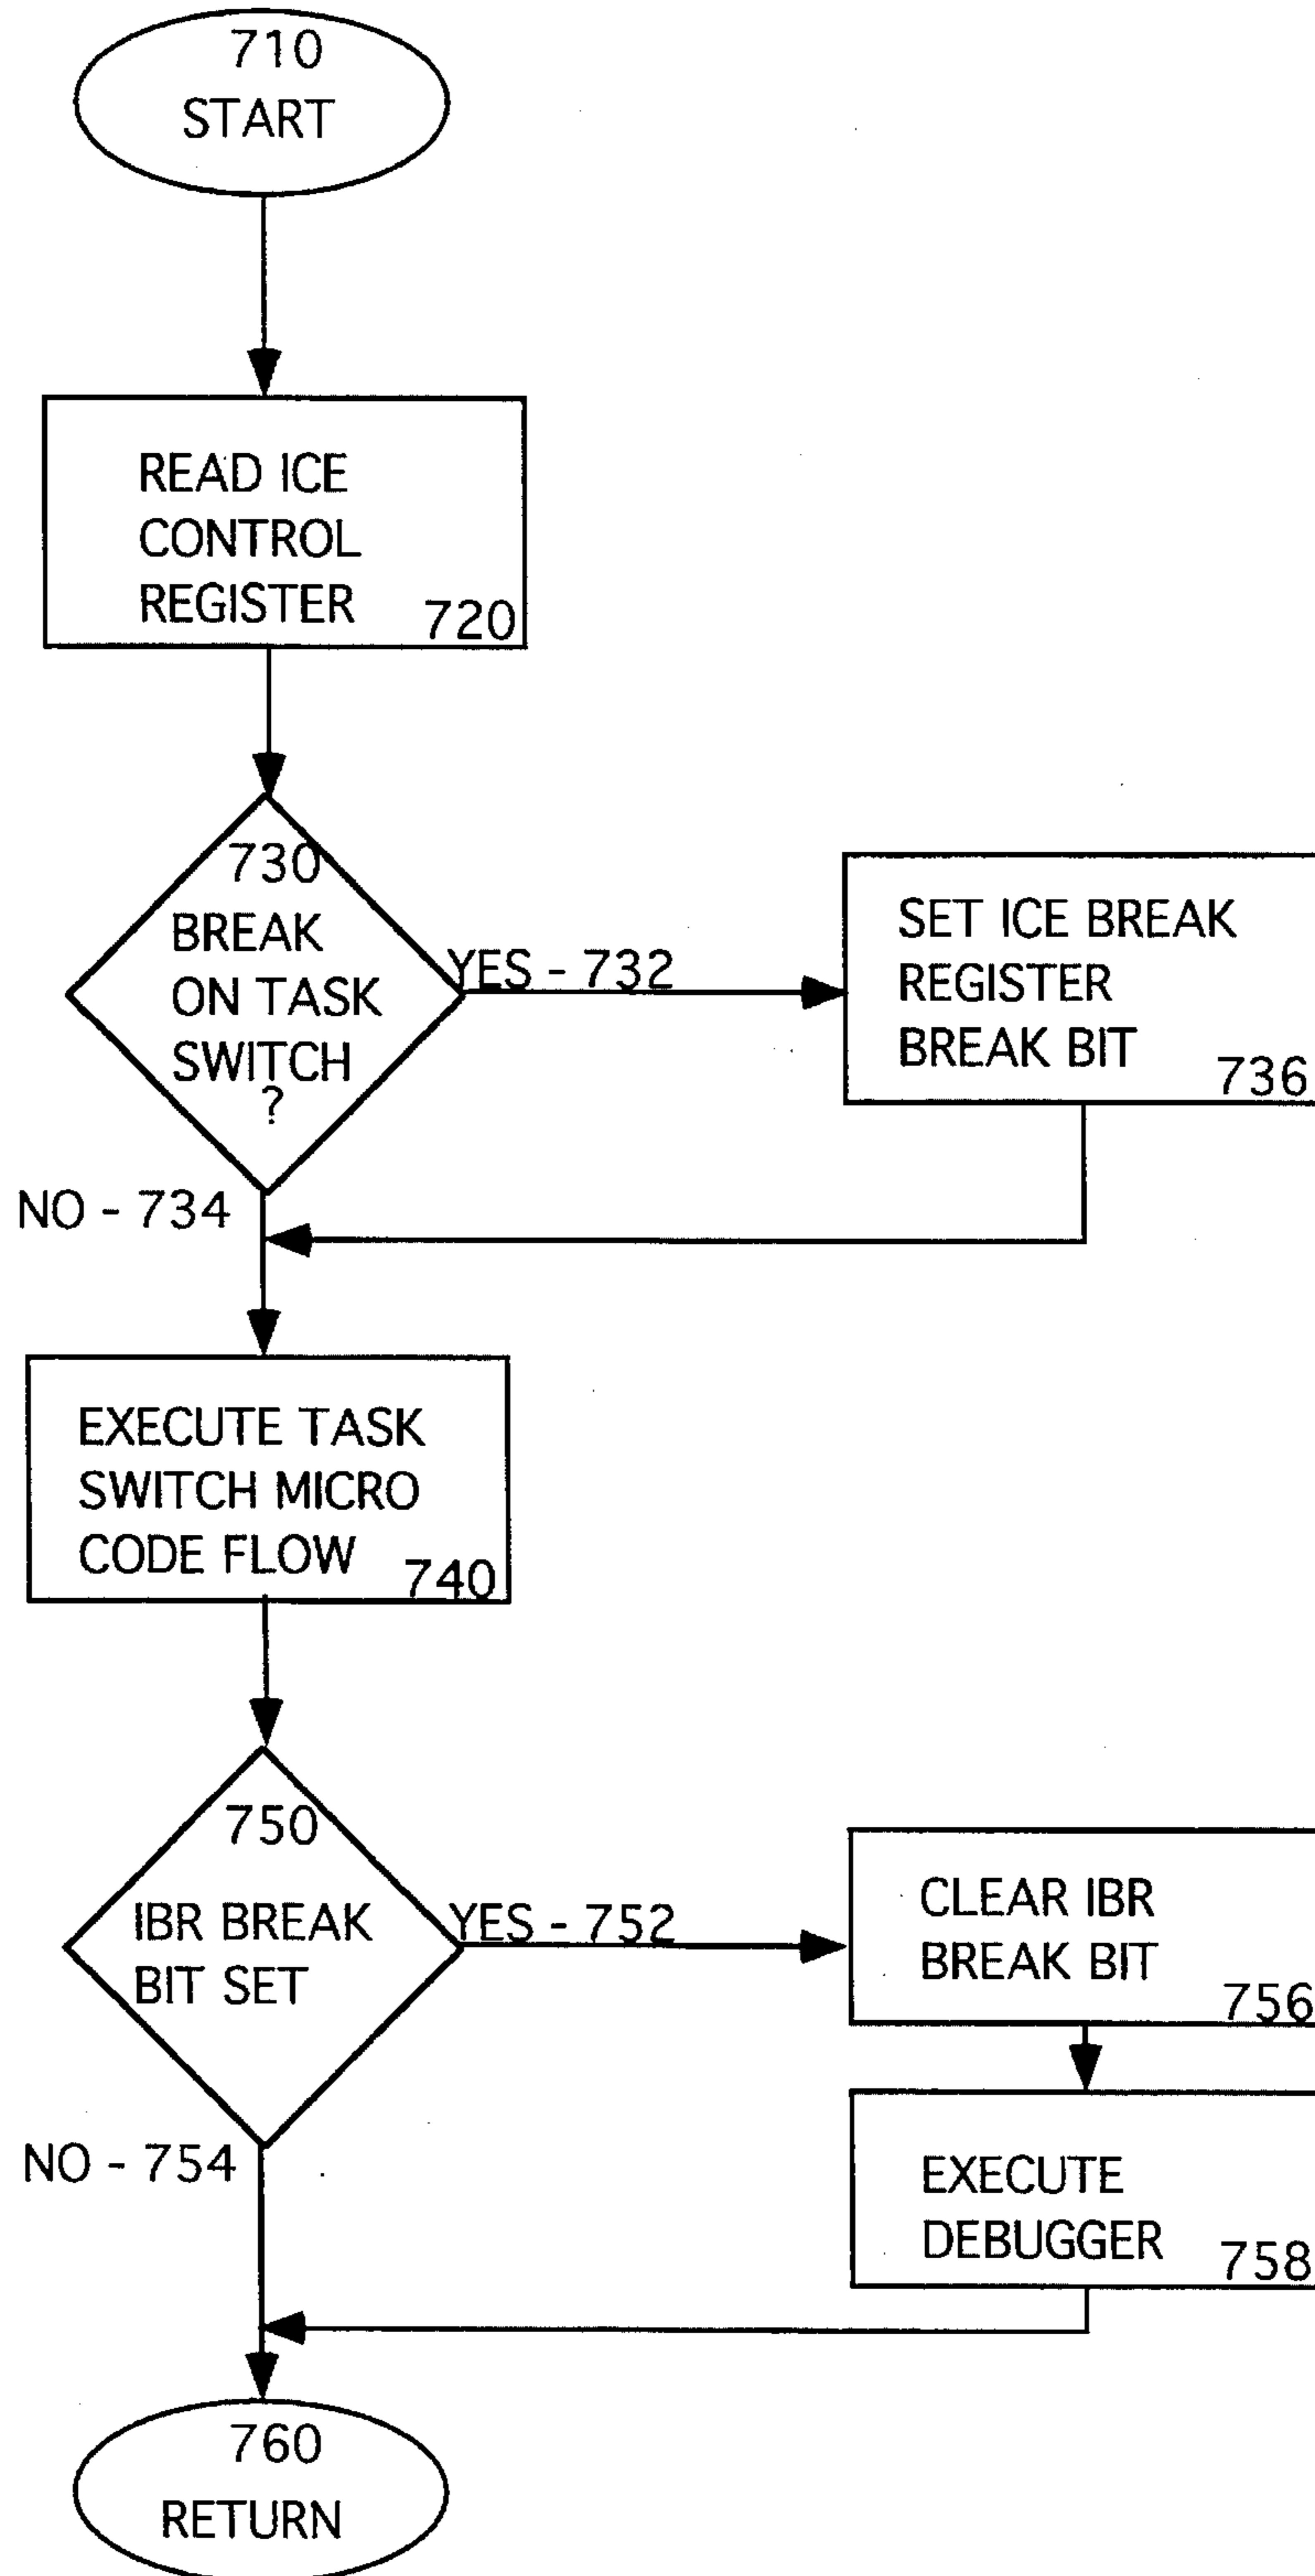 710
START
READ ICE
CONTROL
REGISTER 720
730
BREAK
ON TASK
SWITCH
?
YES - 732
SET ICE BREAK
REGISTER
BREAK BIT
736
NO - 734
EXECUTE TASK
SWITCH MICRO
CODE FLOW 740
750
IBR BREAK
BIT SET
YES - 752
CLEAR IBR
BREAK BIT
756
NO - 754
EXECUTE
DEBUGGER 758
760
RETURN